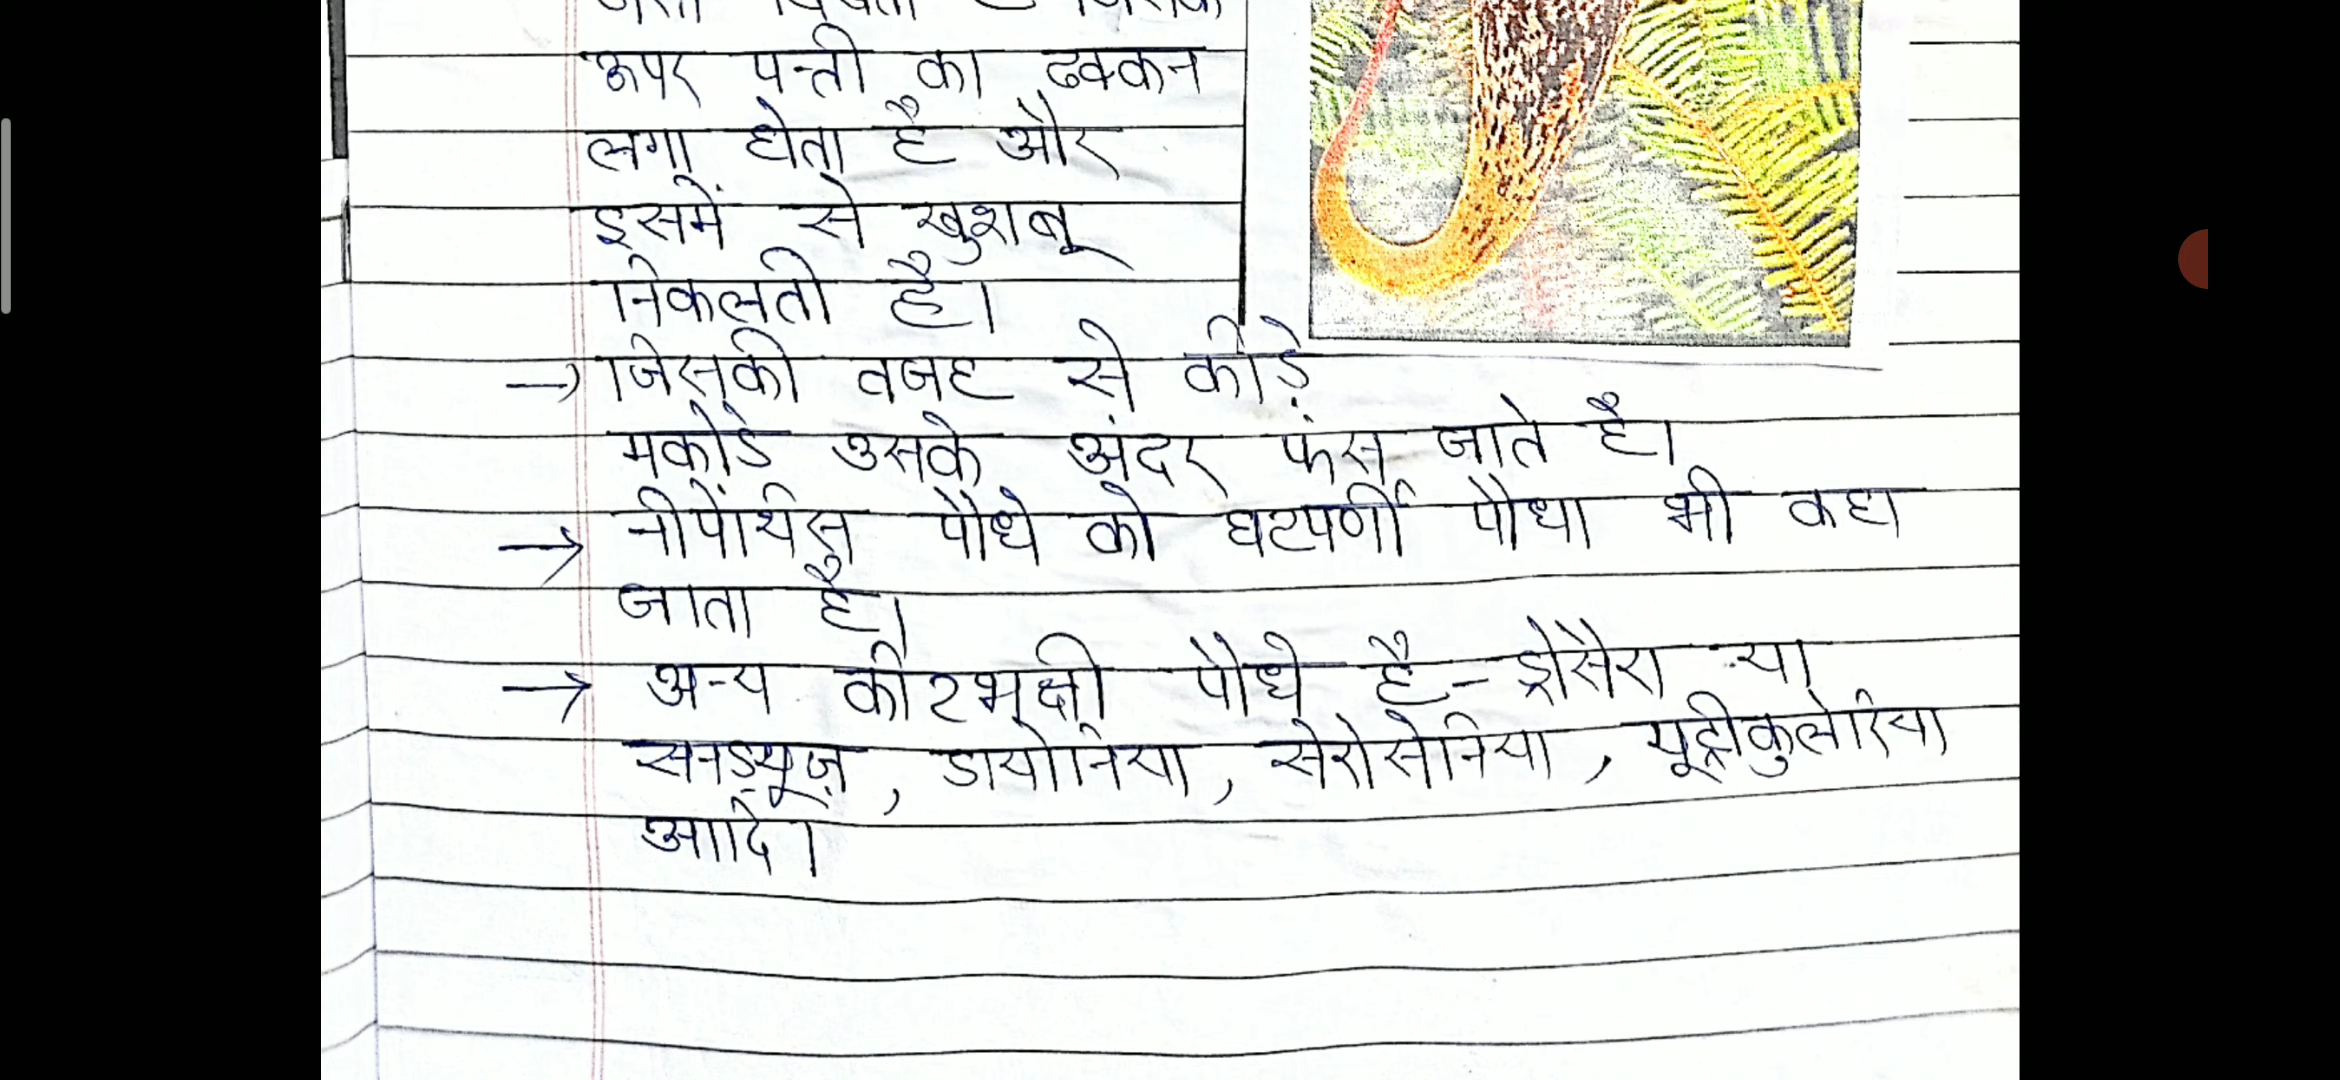 ऊपर पत्ती का ढक्कन
लगा होता है और
इसमें से खुशबू
निकलती है।
→ जिसकी वजह से कीड़े
मकोडे उसके अंदर फंस जाते है।
→ नीपेंथिस पौधे को घटपर्णी पौधा भी कहा
जाता है।
→ अन्य कीटभक्षी पौधे है - ड्रोसेरा या
सनड्यूज़, डायोनिया, सेरोसेनिया, यूट्रीकुलेरिया
आदि।